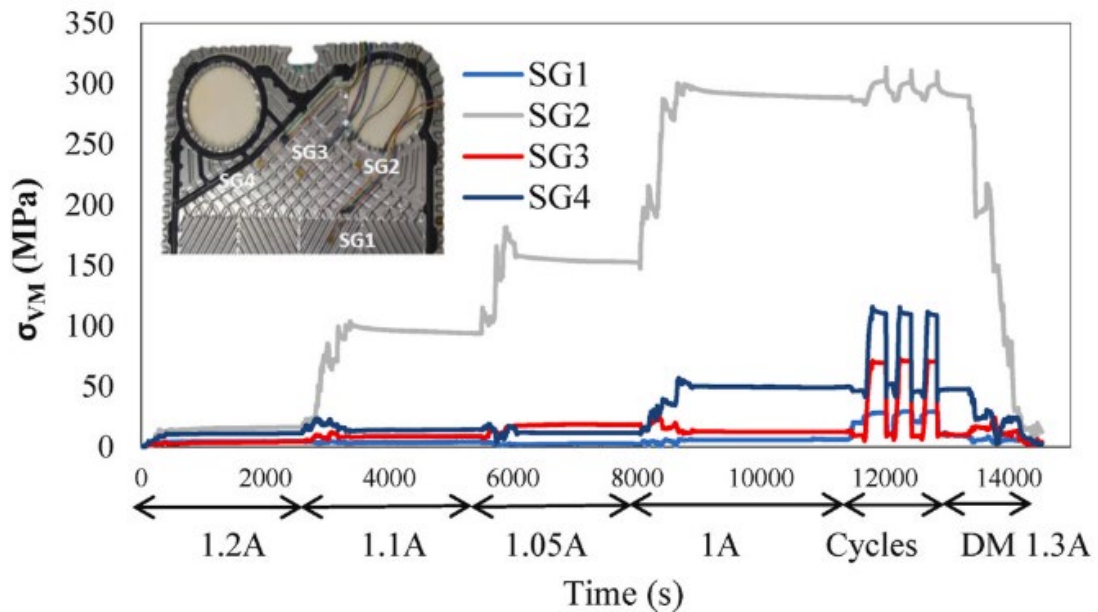 350
300
250
200
150
100
50
0
σVM (MPa)
SG1
SG2
SG3
SG4
SG3
SG2
SG4
SG1
0 2000 4000 6000 8000 10000 12000 14000
1.2A 1.1A 1.05A 1A Cycles DM 1.3A
Time (s)